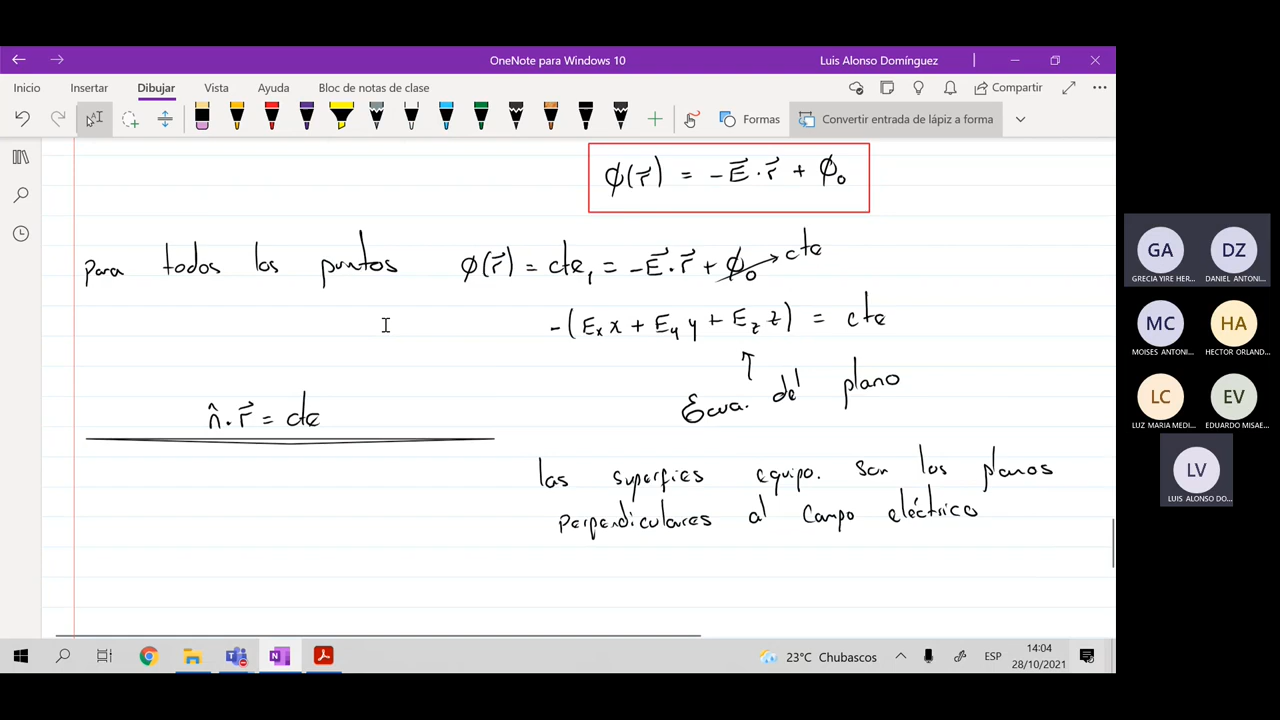 OneNote para Windows 10
Luis Alonso Domínguez
Inicio Insertar Dibujar Vista Ayuda Bloc de notas de clase
Compartir
Formas
Convertir entrada de lápiz a forma
ϕ(r⃗) = -E⃗·r⃗ + ϕ₀
para todos los puntos ϕ(r⃗) = cte₁ = -E⃗·r⃗ + ϕ₀ → cte
-(Eₓ x + E_y y + E_z z) = cte
Ecua. del plano
n̂·r⃗ = cte
las superfies equipo. son los planos
perpendiculares al campo eléctrico
GA
GRECIA YIRE HER...
DZ
DANIEL ANTONI...
MC
MOISES ANTONI...
HA
HECTOR ORLAND...
LC
LUZ MARIA MEDI...
EV
EDUARDO MISAE...
LV
LUIS ALONSO DO...
23°C Chubascos
ESP
14:04
28/10/2021